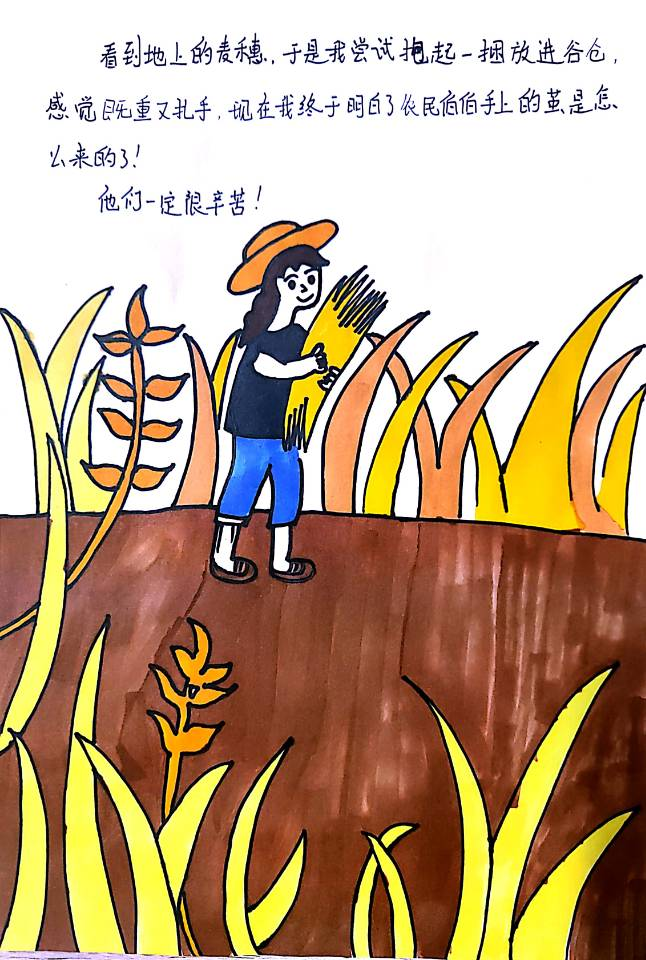 看到地上的麦穗，于是我尝试抱起一捆放进谷仓，
感觉既重又扎手，现在我终于明白了农民伯伯手上的茧是怎
么来的了！
他们一定很辛苦！